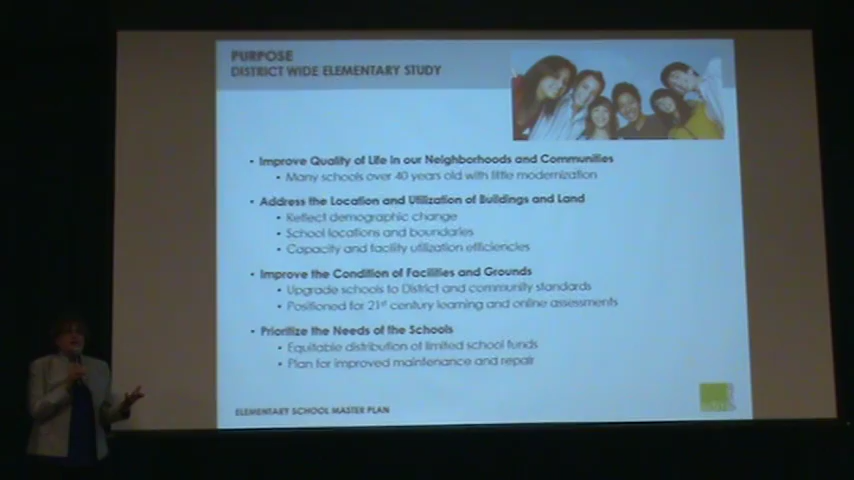 PURPOSE
DISTRICT WIDE ELEMENTARY STUDY
• Improve Quality of Life in our Neighborhoods and Communities
• Many schools over 40 years old with little modernization
• Address the Location and Utilization of Buildings and Land
• Reflect demographic change
• School locations and boundaries
• Capacity and facility utilization efficiencies
• Improve the Condition of Facilities and Grounds
• Upgrade schools to District and community standards
• Positioned for 21st century learning and online assessments
• Prioritize the Needs of the Schools
• Equitable distribution of limited school funds
• Plan for improved maintenance and repair
ELEMENTARY SCHOOL MASTER PLAN